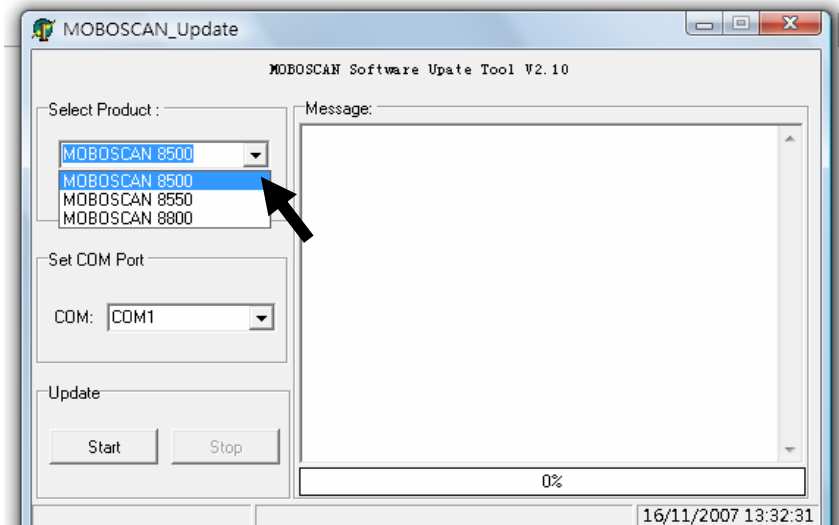 MOBOSCAN_Update
MOBOSCAN Software Upate Tool V2.10
Select Product :
MOBOSCAN 8500
MOBOSCAN 8500
MOBOSCAN 8550
MOBOSCAN 8800
Set COM Port
COM: COM1
Update
Start Stop
Message:
0%
16/11/2007 13:32:31